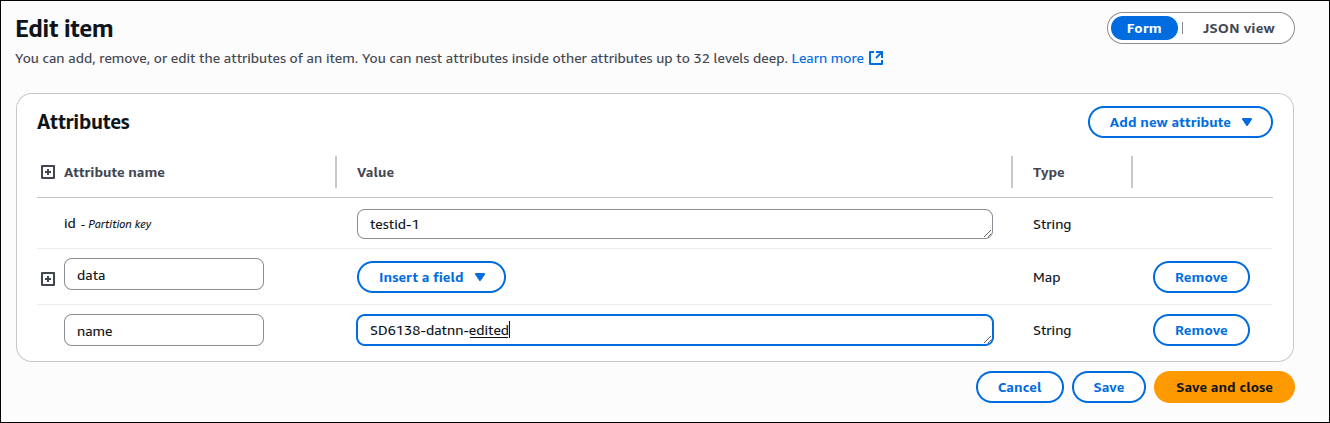 Edit item
Form | JSON view
You can add, remove, or edit the attributes of an item. You can nest attributes inside other attributes up to 32 levels deep. Learn more
Attributes
Add new attribute
Attribute name Value Type
id - Partition key testid-1 String
data Insert a field Map Remove
name SD6138-datnn-edited String Remove
Cancel Save Save and close